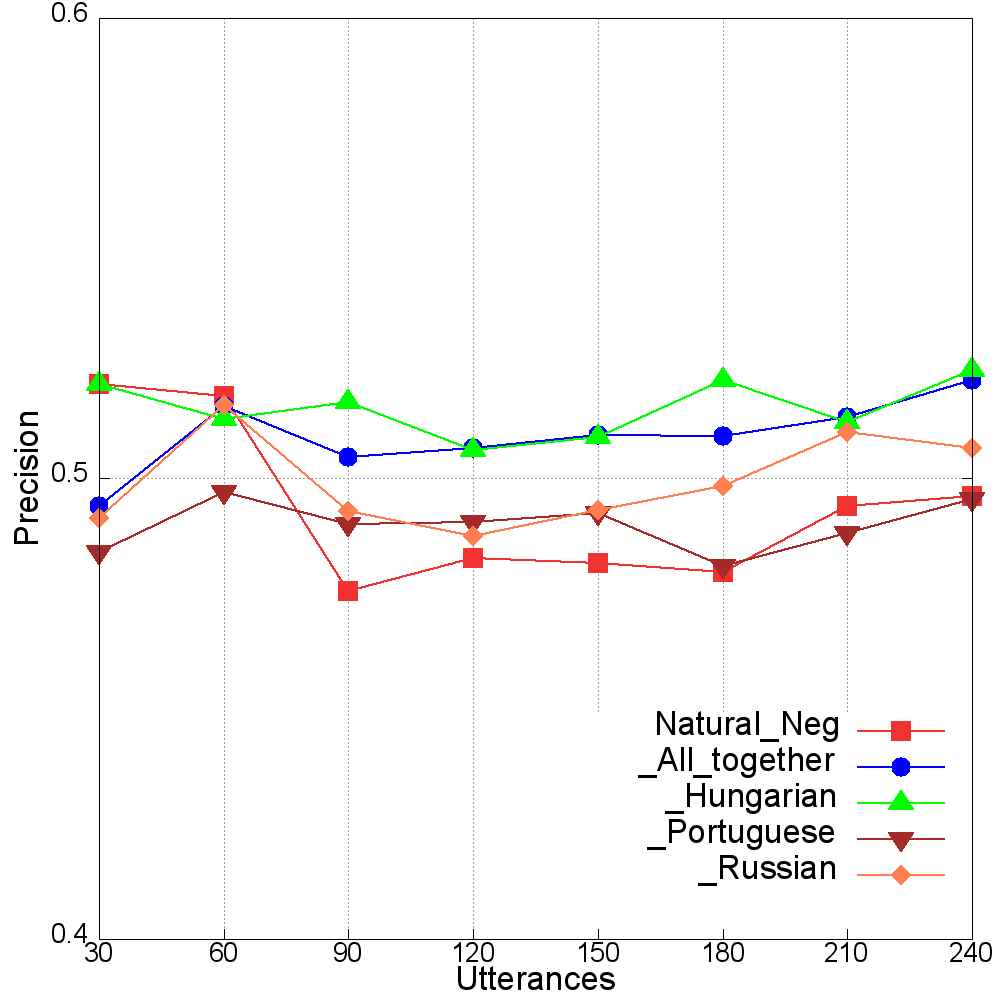 0.6
0.5
0.4
Precision
30 60 90 120 150 180 210 240
Utterances
Natural_Neg
_All_together
_Hungarian
_Portuguese
_Russian